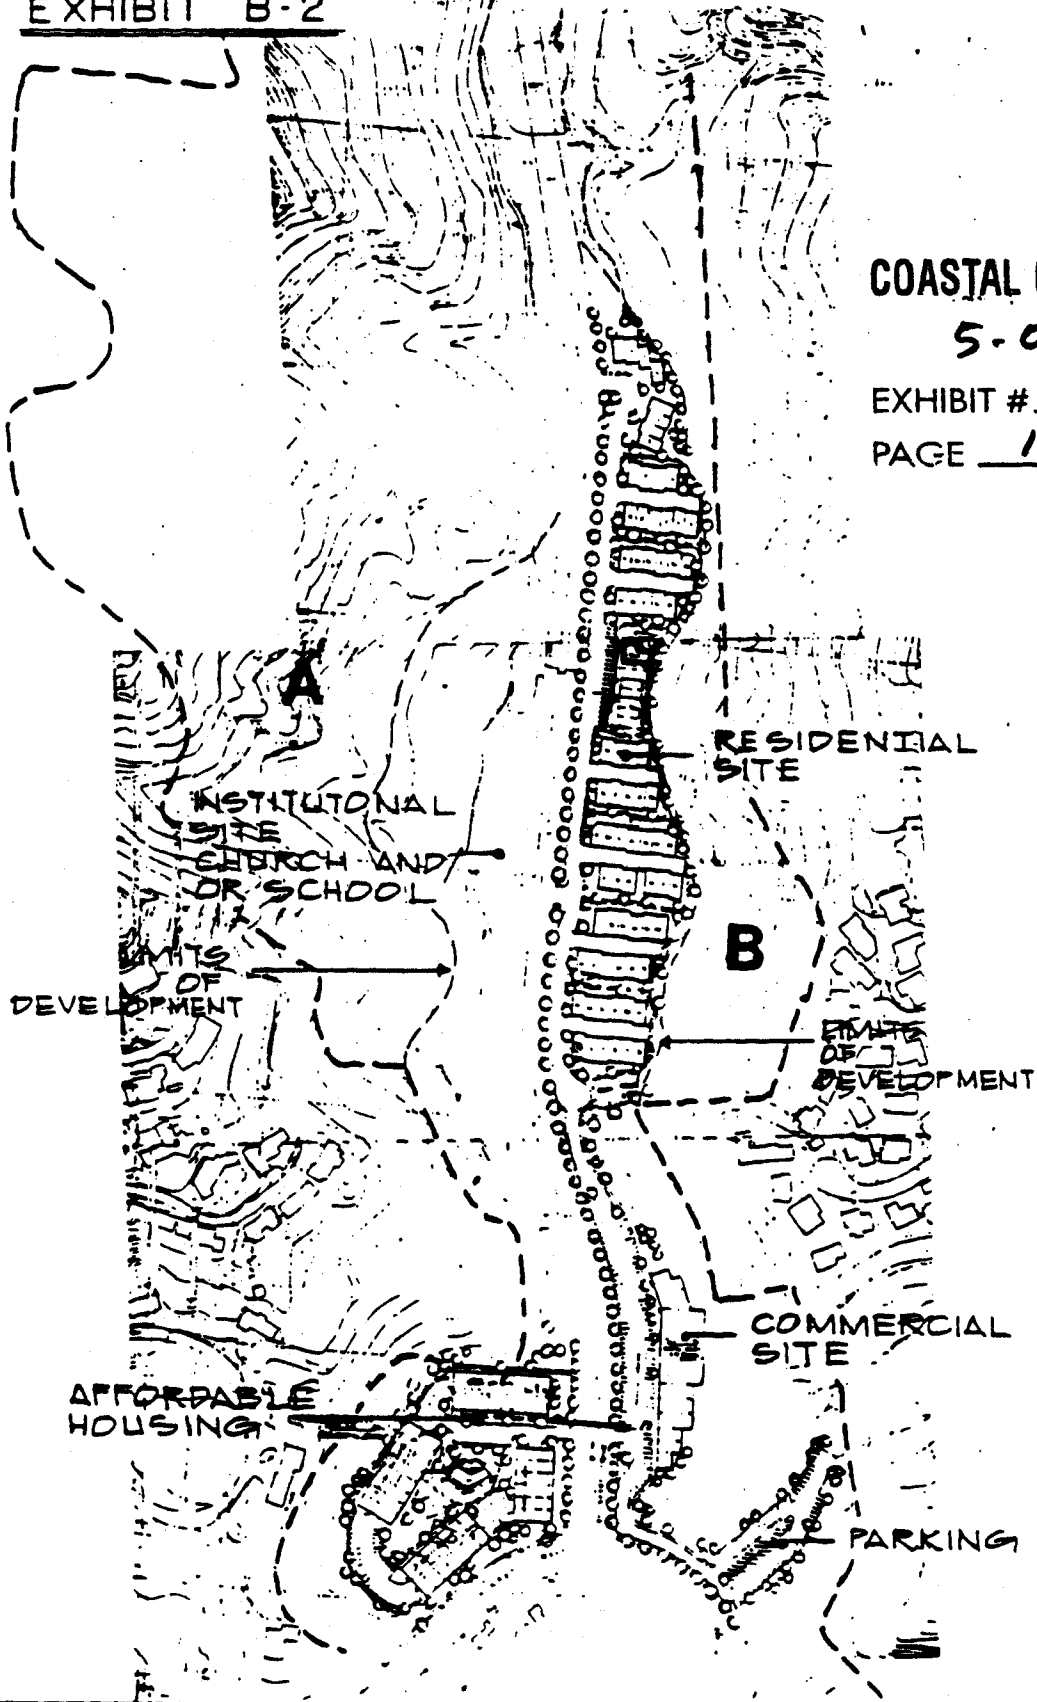 EXHIBIT B-2
COASTAL
5-0
EXHIBIT #
PAGE 1
A
RESIDENTIAL
SITE
INSTITUTONAL
SITE
CHURCH AND/
OR SCHOOL
B
LIMITS
OF
DEVELOPMENT
LIMITS
OF
DEVELOPMENT
COMMERCIAL
SITE
AFFORDABLE
HOUSING
PARKING